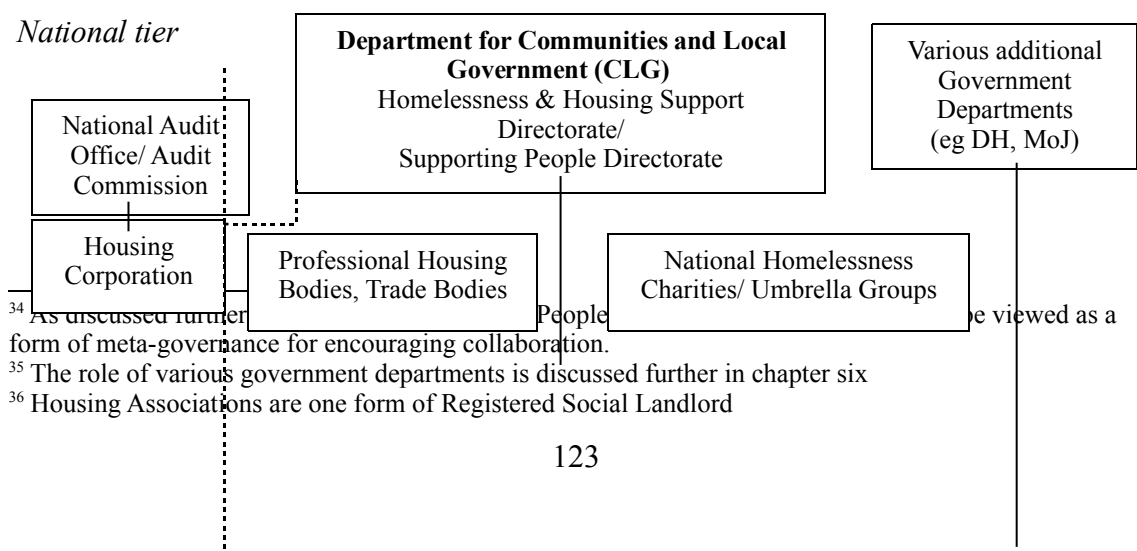 National tier
Department for Communities and Local
Government (CLG)
Homelessness & Housing Support
Directorate/
Supporting People Directorate
Various additional
Government
Departments
(eg DH, MoJ)
National Audit
Office/ Audit
Commission
Housing
Corporation
Professional Housing
Bodies, Trade Bodies
National Homelessness
Charities/ Umbrella Groups
34 As discussed further People be viewed as a
form of meta-governance for encouraging collaboration.
35 The role of various government departments is discussed further in chapter six
36 Housing Associations are one form of Registered Social Landlord
123